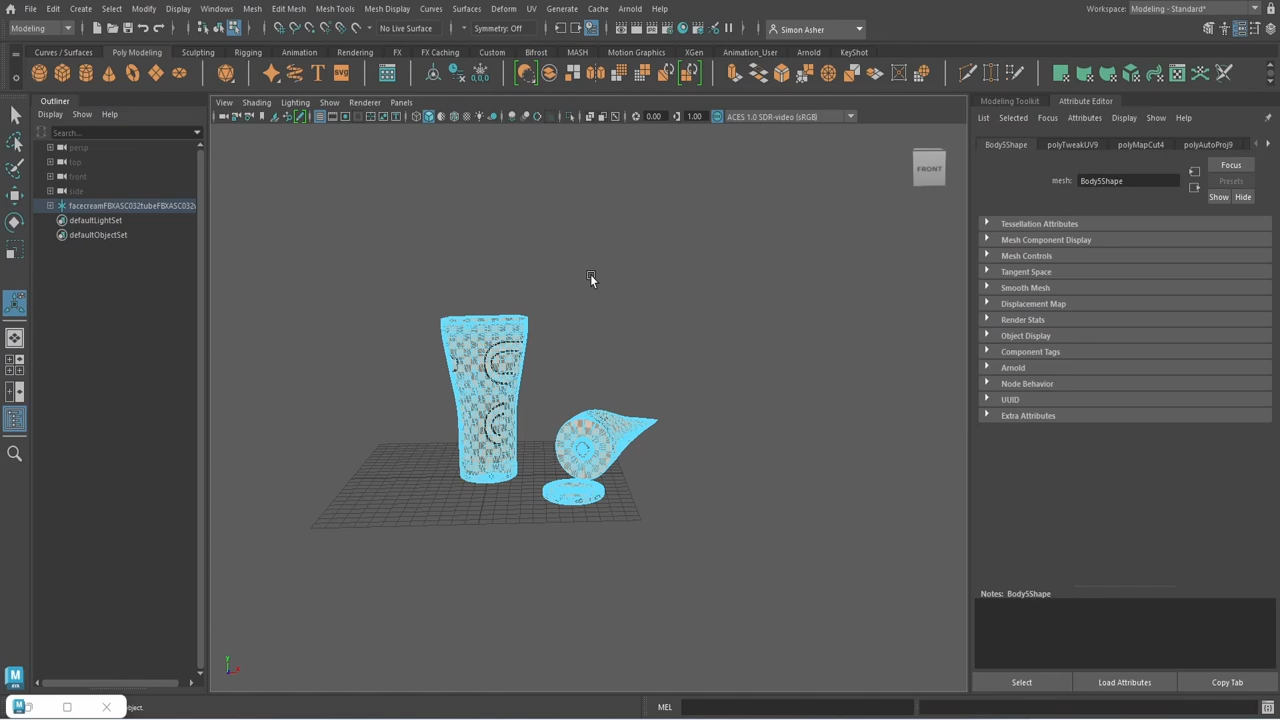 File Edit Create Select Modify Display Windows Mesh Edit Mesh Mesh Tools Mesh Display Curves Surfaces Deform UV Generate Cache Arnold Help Workspace: Modeling - Standard*
Modeling No Live Surface Symmetry: Off Simon Asher
Curves / Surfaces Poly Modeling Sculpting Rigging Animation Rendering FX FX Caching Custom Bifrost MASH Motion Graphics XGen Animation_User Arnold KeyShot
Outliner
Display Show Help
Search...
persp
top
front
side
facecreamFBXASC032tubeFBXASC032
defaultLightSet
defaultObjectSet
View Shading Lighting Show Renderer Panels
0.00 1.00 ACES 1.0 SDR-video (sRGB)
FRONT
y
x
Modeling Toolkit Attribute Editor
List Selected Focus Attributes Display Show Help
Body5Shape polyTweakUV9 polyMapCut4 polyAutoProj9
Focus
Presets
Show Hide
mesh: Body5Shape
Tessellation Attributes
Mesh Component Display
Mesh Controls
Tangent Space
Smooth Mesh
Displacement Map
Render Stats
Object Display
Component Tags
Arnold
Node Behavior
UUID
Extra Attributes
Notes: Body5Shape
Select Load Attributes Copy Tab
bject.
MEL